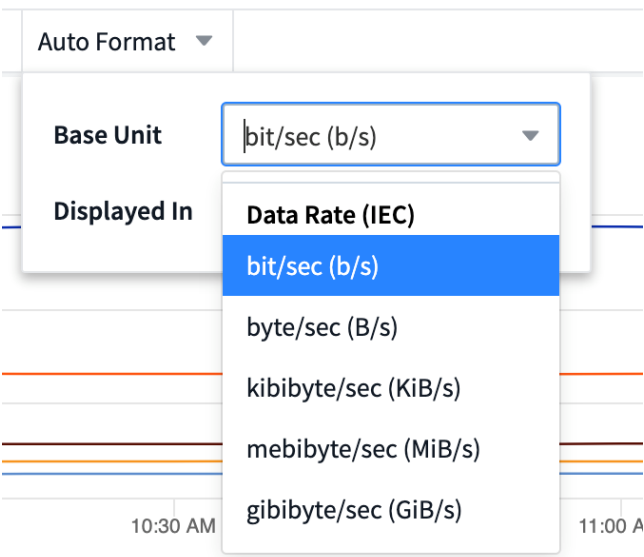 Auto Format
Base Unit
bit/sec (b/s)
Displayed In
Data Rate (IEC)
bit/sec (b/s)
byte/sec (B/s)
kibibyte/sec (KiB/s)
mebibyte/sec (MiB/s)
gibibyte/sec (GiB/s)
10:30 AM
11:00 A